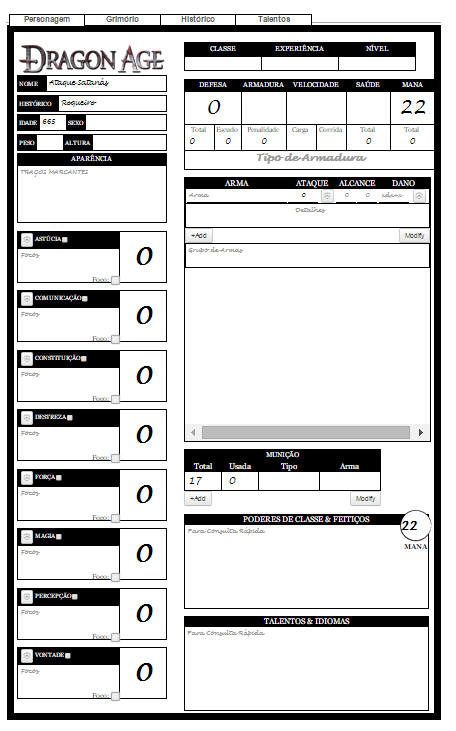 Personagem Grimório Histórico Talentos
DRAGON AGE
NOME Ataque Satanás
HISTÓRICO Roqueiro
IDADE 665 SEXO
PESO ALTURA
APARÊNCIA
TRAÇOS MARCANTES
ASTÚCIA
Focos
0
Foco:
COMUNICAÇÃO
Focos
0
Foco:
CONSTITUIÇÃO
Focos
0
Foco:
DESTREZA
Focos
0
Foco:
FORÇA
Focos
0
Foco:
MAGIA
Focos
0
Foco:
PERCEPÇÃO
Focos
0
Foco:
VONTADE
Focos
0
Foco:
CLASSE EXPERIÊNCIA NÍVEL
DEFESA ARMADURA VELOCIDADE SAÚDE MANA
0 22
Total Escudo Penalidade Carga Corrida Total Total
0 0 0 0 0
Tipo de Armadura
ARMA ATAQUE ALCANCE DANO
Arma 0 0 0 xdx+x
Detalhes
+Add Modify
Grupo de Armas
MUNIÇÃO
Total Usada Tipo Arma
17 0
+Add Modify
PODERES DE CLASSE & FEITIÇOS
Para Consulta Rápida
22
MANA
TALENTOS & IDIOMAS
Para Consulta Rápida